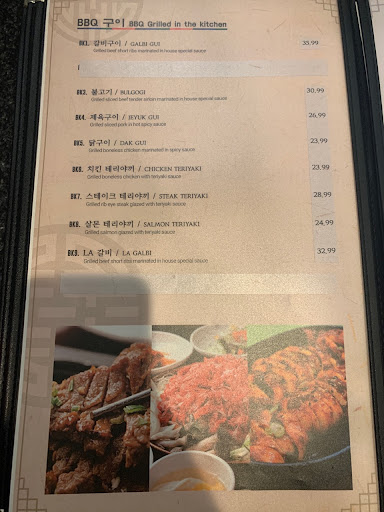 BBQ 구이 BBQ Grilled in the kitchen
BK1. 갈비구이 / GALBI GUI 35,99
Grilled beef short ribs marinated in house special sauce
BK3. 불고기 / BULGOGI 30,99
Grilled sliced beef tender sirloin marinated in house special sauce
BK4. 제육구이 / JEYUK GUI 26,99
Grilled sliced pork in hot spicy sauce
BK5. 닭구이 / DAK GUI 23,99
Grilled boneless chicken marinated in spicy sauce
BK6. 치킨 테리야끼 / CHICKEN TERIYAKI 23,99
Grilled boneless chicken with teriyaki sauce
BK7. 스테이크 테리야끼 / STEAK TERIYAKI 28,99
Grilled rib eye steak glazed with teriyaki sauce
BK8. 살몬 테리야끼 / SALMON TERIYAKI 24,99
Grilled salmon glazed with teriyaki sauce
BK9. LA 갈비 / LA GALBI 32,99
Grilled beef short ribs marinated in house special sauce